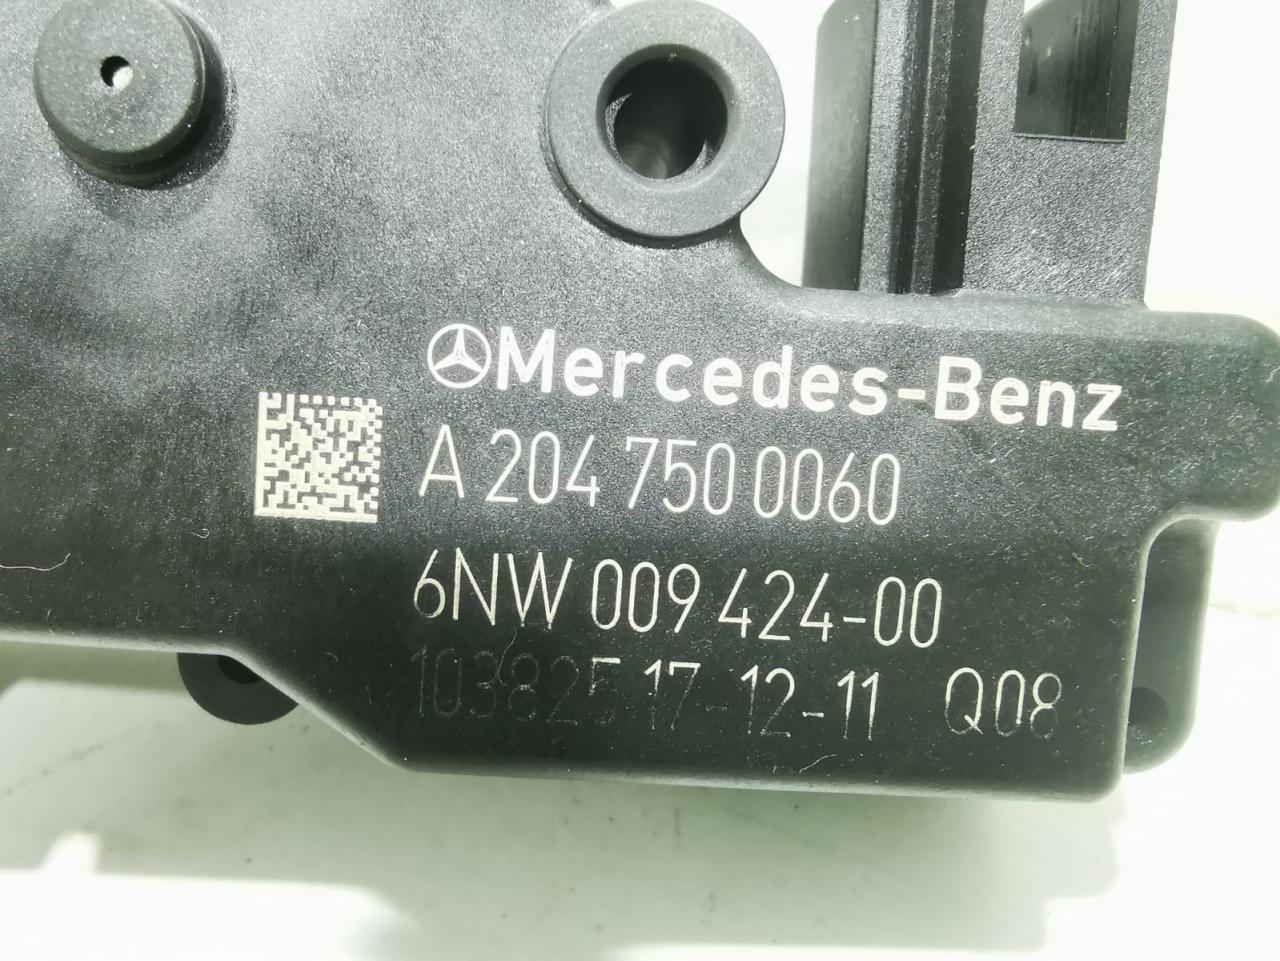 Mercedes-Benz
A 204 750 0060
6NW 009 424-00
103825 17-12-11 Q08